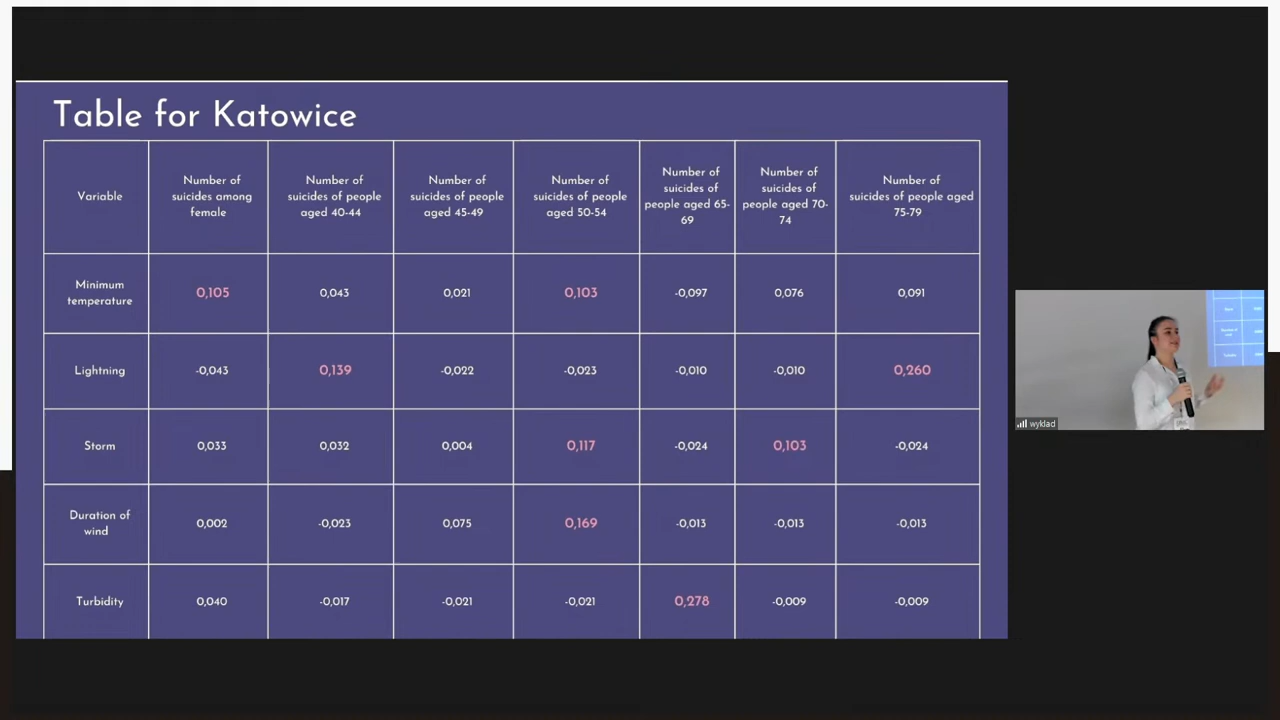 Table for Katowice
Variable
Number of
suicides among
female
Number of
suicides of people
aged 40-44
Number of
suicides of people
aged 45-49
Number of
suicides of people
aged 50-54
Number of
suicides of
people aged 65-
69
Number of
suicides of
people aged 70-
74
Number of
suicides of people aged
75-79
Minimum
temperature
0,105
0,043
0,021
0,103
-0,097
0,076
0,091
Lightning
-0,043
0,139
-0,022
-0,023
-0,010
-0,010
0,260
Storm
0,033
0,032
0,004
0,117
-0,024
0,103
-0,024
Duration of
wind
0,002
-0,023
0,075
0,169
-0,013
-0,013
-0,013
Turbidity
0,040
-0,017
-0,021
-0,021
0,278
-0,009
-0,009
wyklad